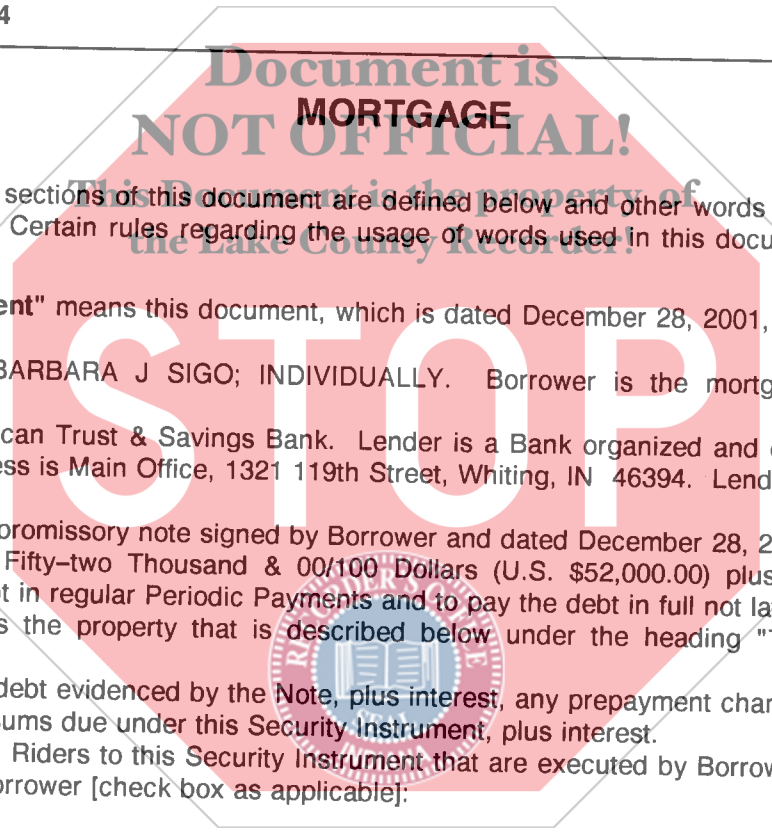 4
Document is
MORTGAGE
NOT OFFICIAL!
This Document is the property of
sections of this document are defined below and other words
the Lake County Recorder!
Certain rules regarding the usage of words used in this docu
ent" means this document, which is dated December 28, 2001,
STOP
BARBARA J SIGO; INDIVIDUALLY. Borrower is the mortg
can Trust & Savings Bank. Lender is a Bank organized and
ess is Main Office, 1321 119th Street, Whiting, IN 46394. Lend
promissory note signed by Borrower and dated December 28, 2
Fifty-two Thousand & 00/100 Dollars (U.S. $52,000.00) plus
t in regular Periodic Payments and to pay the debt in full not la
s the property that is described below under the heading "T
debt evidenced by the Note, plus interest, any prepayment char
sums due under this Security Instrument, plus interest.
Riders to this Security Instrument that are executed by Borrow
orrower [check box as applicable]:
RECORDER'S OFFICE
SEAL
INDIANA